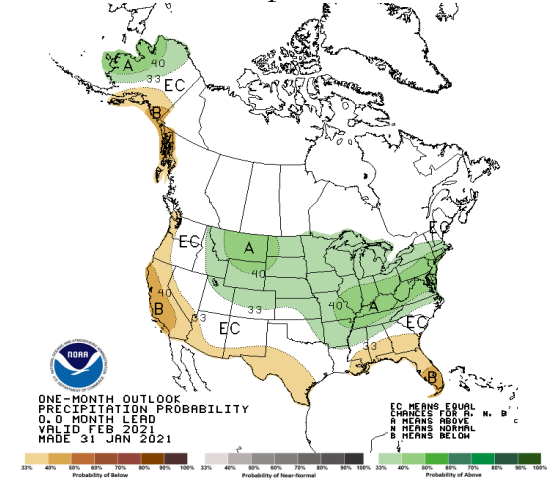 A
40
33
EC
B
EC
EC
A
40
40
B
33
33
EC
40
A
EC
33
B
NOAA
ONE-MONTH OUTLOOK
PRECIPITATION PROBABILITY
0.0 MONTH LEAD
VALID FEB 2021
MADE 31 JAN 2021
EC MEANS EQUAL
CHANCES FOR A, N, B
A MEANS ABOVE
N MEANS NORMAL
B MEANS BELOW
33% 40% 50% 60% 70% 80% 90% 100%
Probability of Below
33% 40% 50% 60% 70% 80% 90% 100%
Probability of Near-Normal
33% 40% 50% 60% 70% 80% 90% 100%
Probability of Above